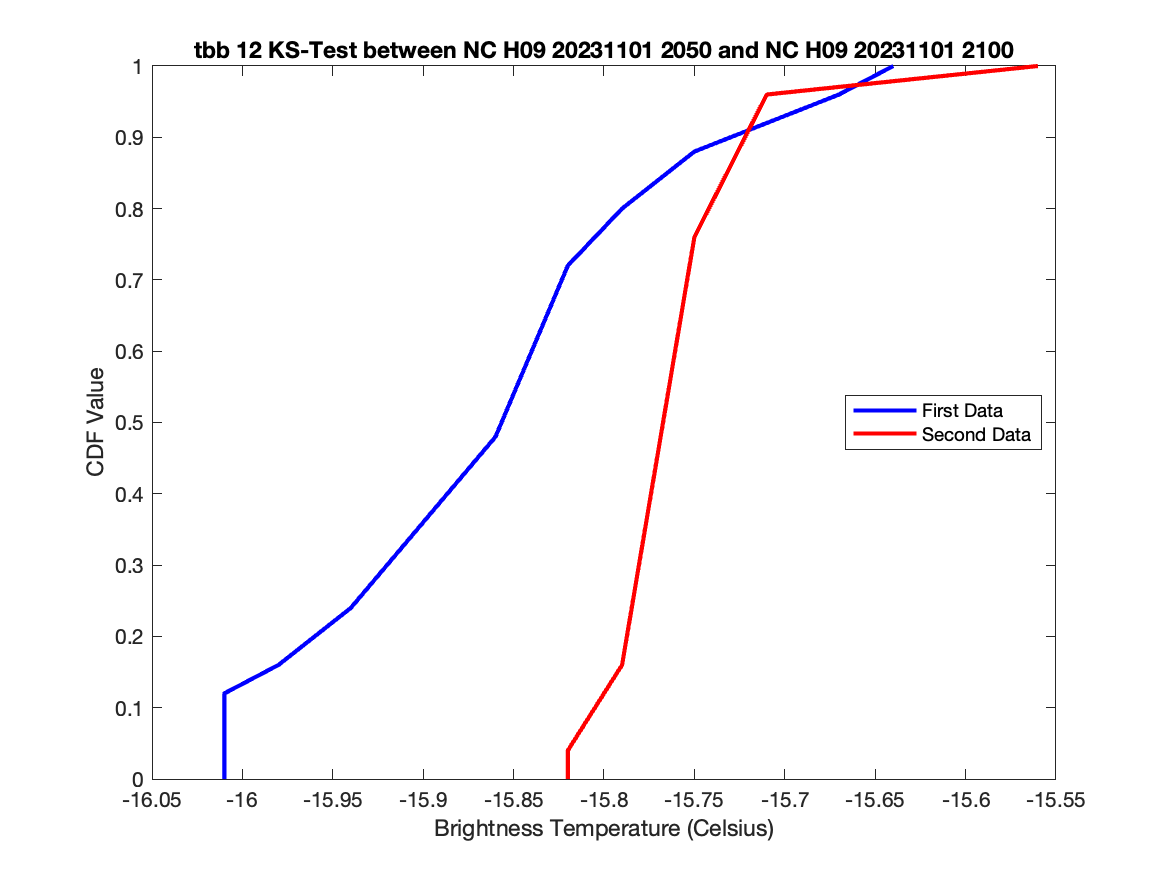 tbb 12 KS-Test between NC H09 20231101 2050 and NC H09 20231101 2100
1
0.9
0.8
0.7
0.6
0.5
0.4
0.3
0.2
0.1
0
CDF Value
First Data
Second Data
-16.05 -16 -15.95 -15.9 -15.85 -15.8 -15.75 -15.7 -15.65 -15.6 -15.55
Brightness Temperature (Celsius)